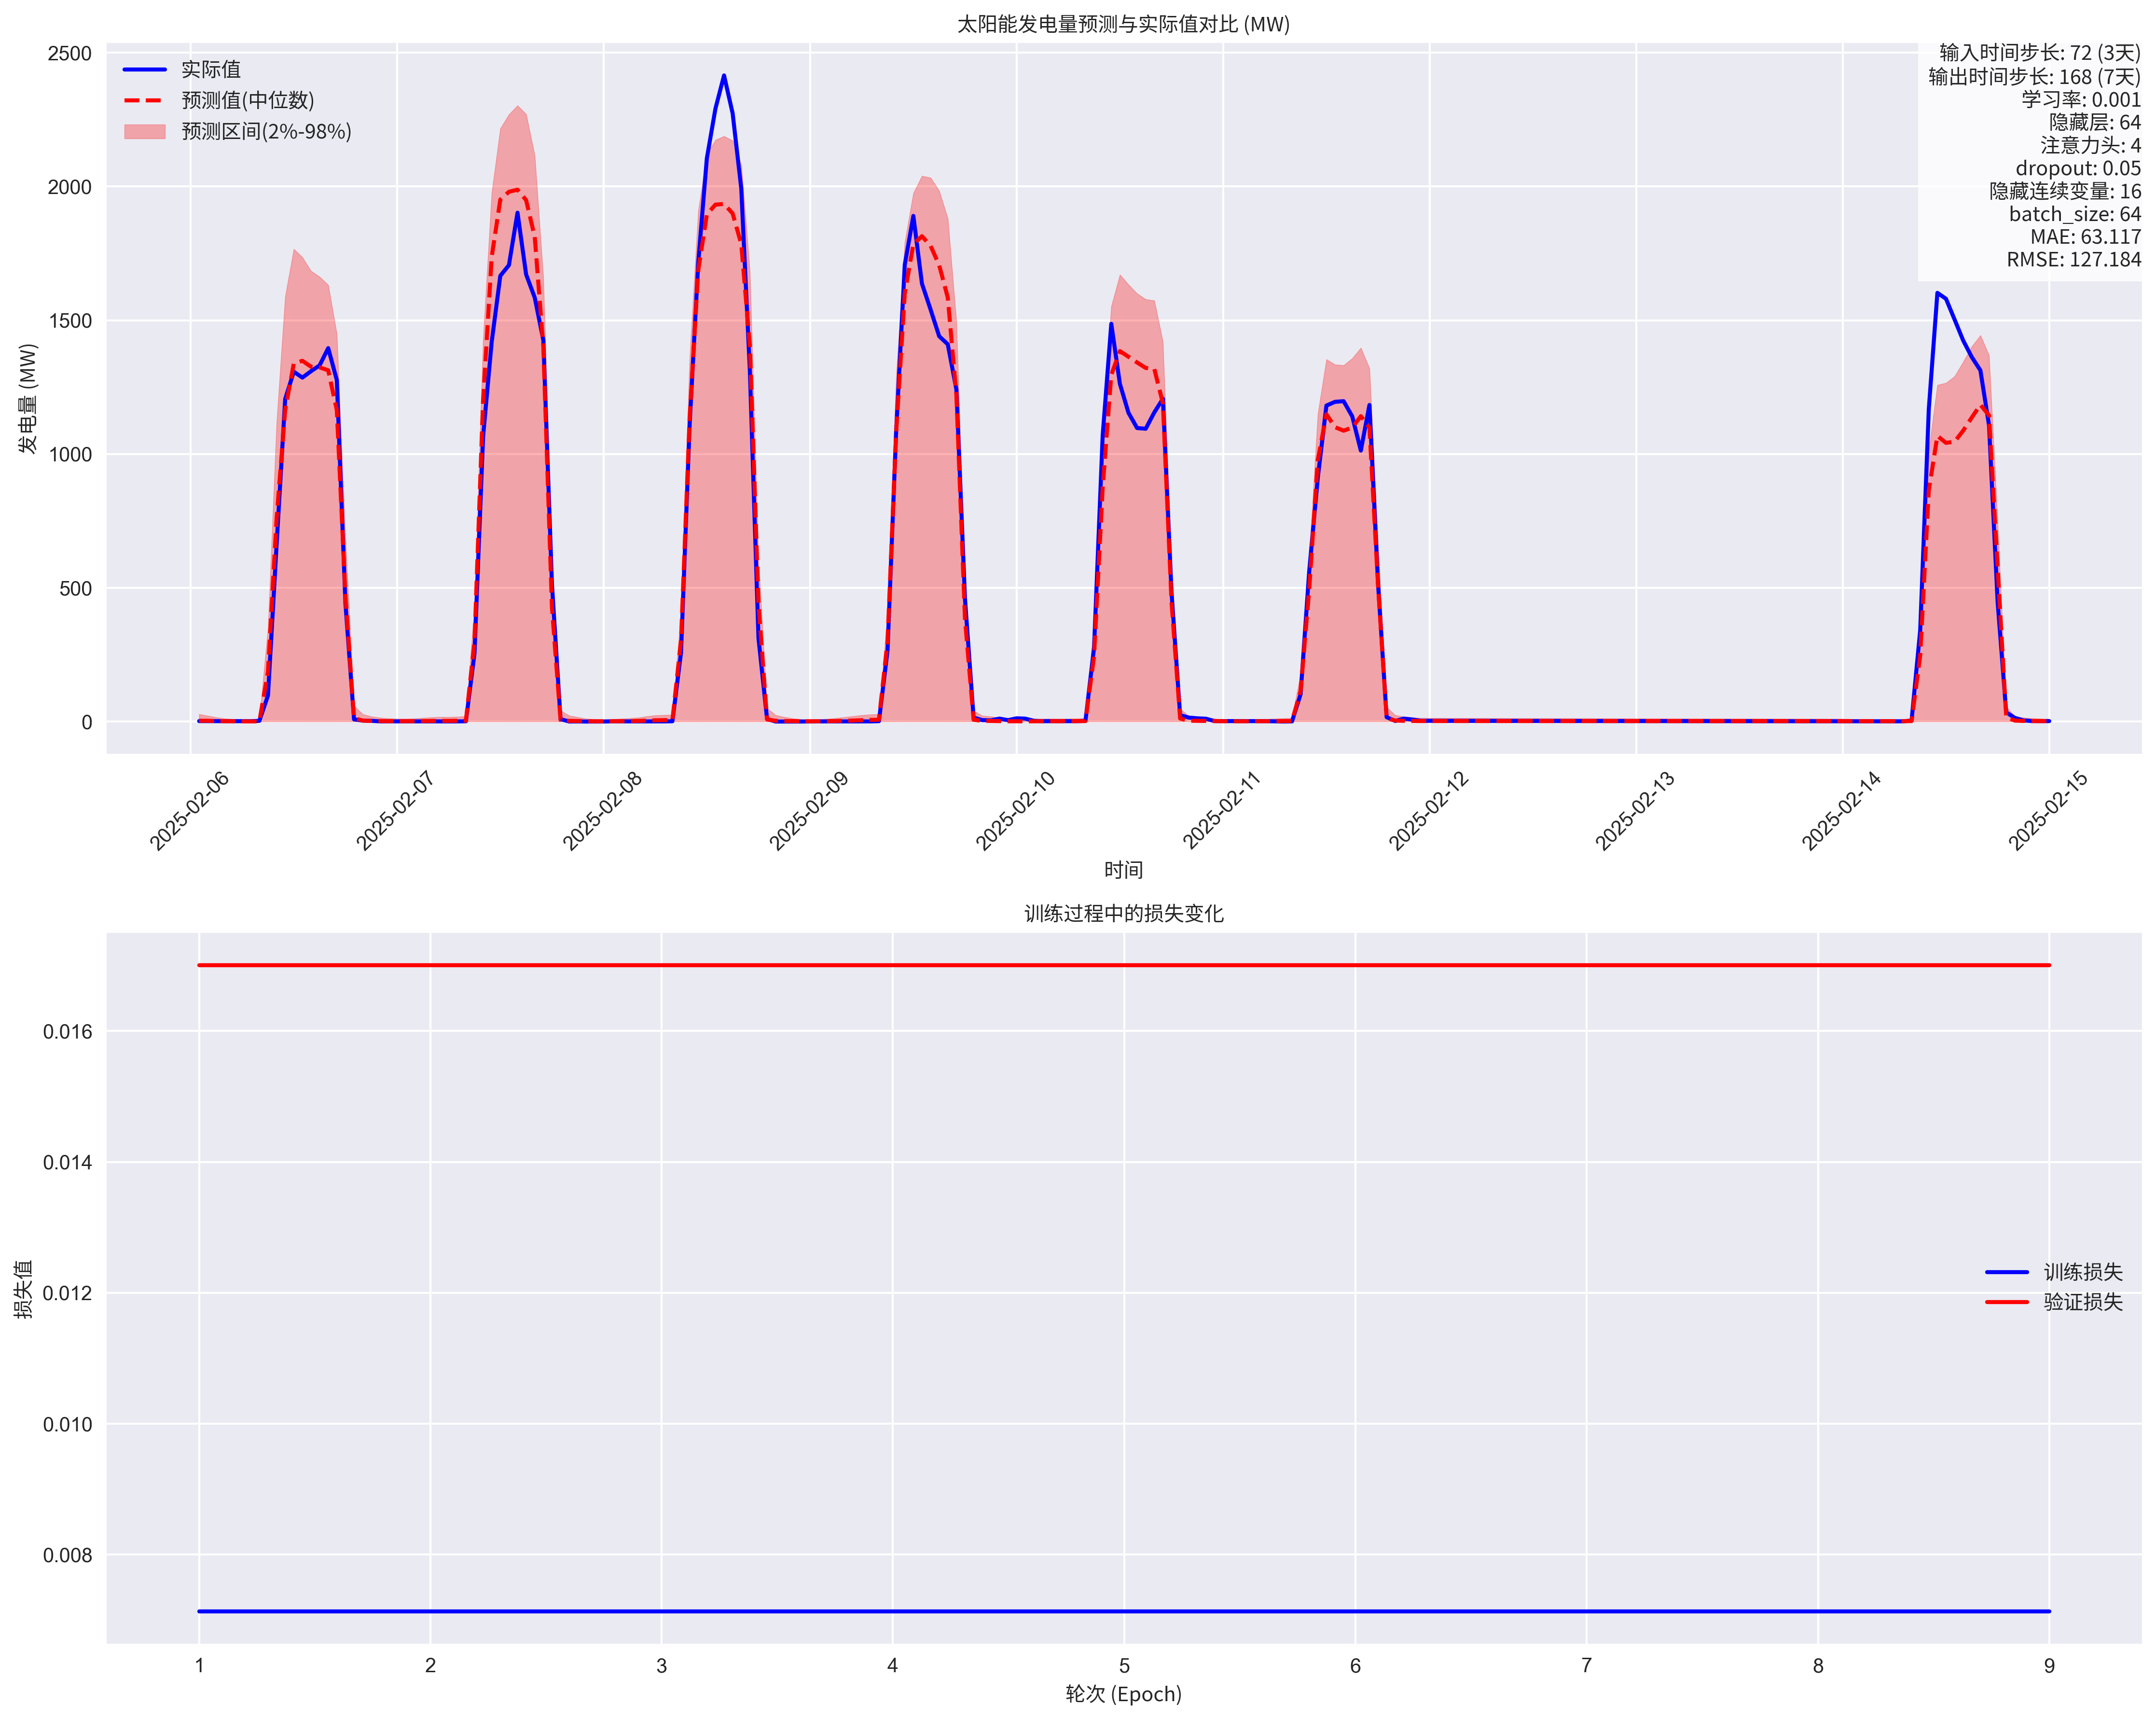 太阳能发电量预测与实际值对比 (MW)
2500
2000
1500
1000
500
0
发电量 (MW)
实际值
预测值(中位数)
预测区间(2%-98%)
输入时间步长: 72 (3天)
输出时间步长: 168 (7天)
学习率: 0.001
隐藏层: 64
注意力头: 4
dropout: 0.05
隐藏连续变量: 16
batch_size: 64
MAE: 63.117
RMSE: 127.184
2025-02-06
2025-02-07
2025-02-08
2025-02-09
2025-02-10
2025-02-11
2025-02-12
2025-02-13
2025-02-14
2025-02-15
时间
训练过程中的损失变化
0.016
0.014
0.012
0.010
0.008
损失值
训练损失
验证损失
1
2
3
4
5
6
7
8
9
轮次 (Epoch)